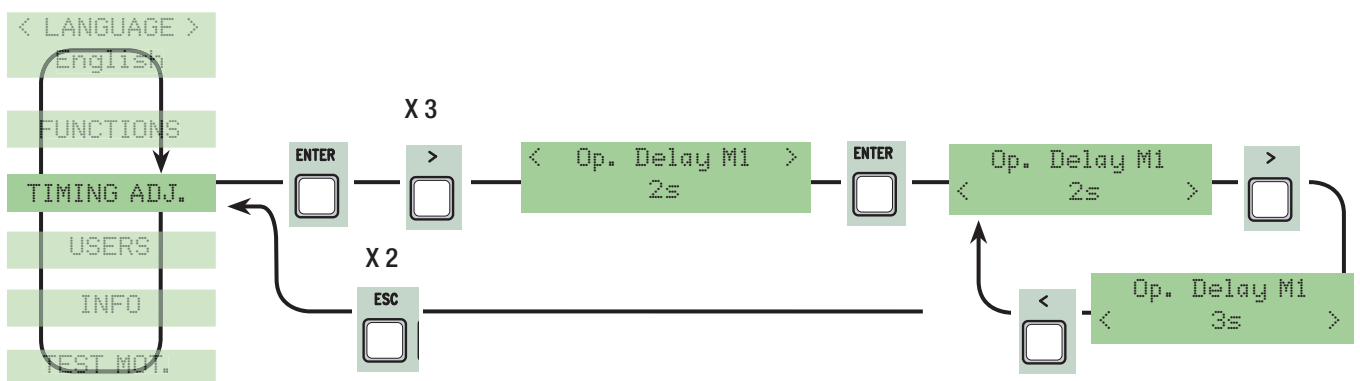 < LANGUAGE >
English
FUNCTIONS
TIMING ADJ.
USERS
INFO
TEST MOT.
ENTER
X 3
>
< Op. Delay M1 >
2s
ENTER
Op. Delay M1
< 2s >
>
X 2
ESC
<
Op. Delay M1
< 3s >